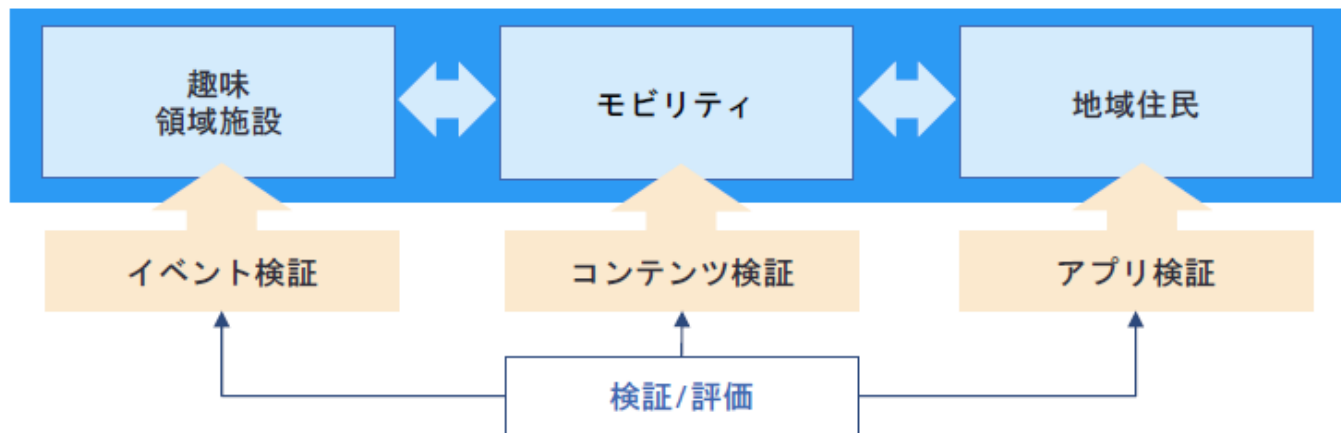 趣味
領域施設
モビリティ
地域住民
イベント検証
コンテンツ検証
アプリ検証
検証/評価